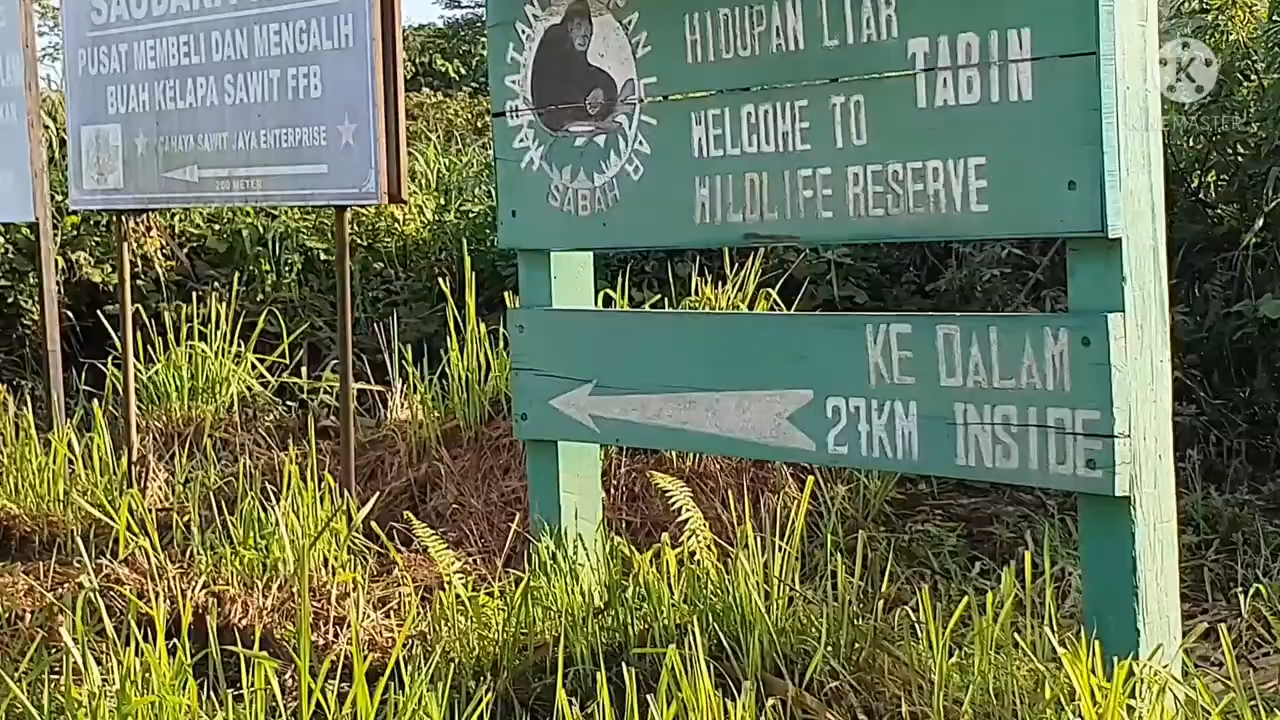 PUSAT MEMBELI DAN MENGALIH
BUAH KELAPA SAWIT FFB
CAHAYA SAWIT JAYA ENTERPRISE
200 METER
SABAH
HIDUPAN LIAR
TABIN
WELCOME TO
WILDLIFE RESERVE
KE DALAM
27KM INSIDE
K
KINEMASTER